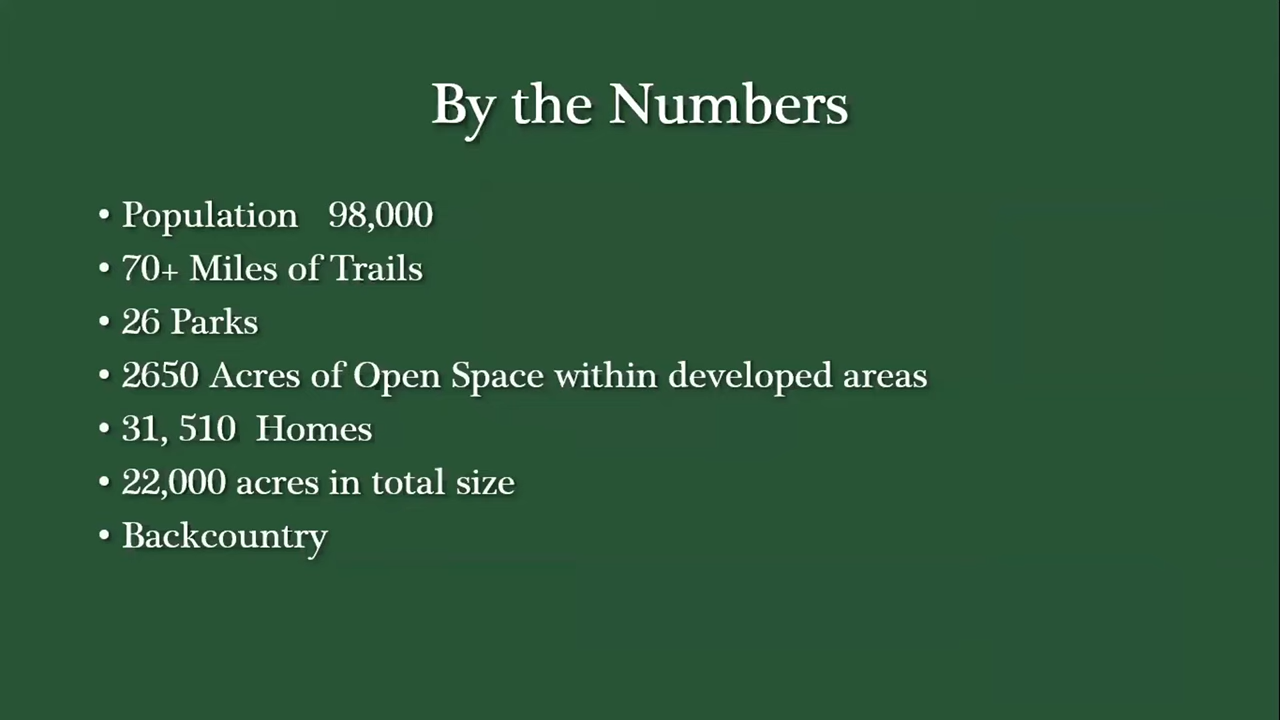 By the Numbers
• Population 98,000
• 70+ Miles of Trails
• 26 Parks
• 2650 Acres of Open Space within developed areas
• 31, 510 Homes
• 22,000 acres in total size
• Backcountry